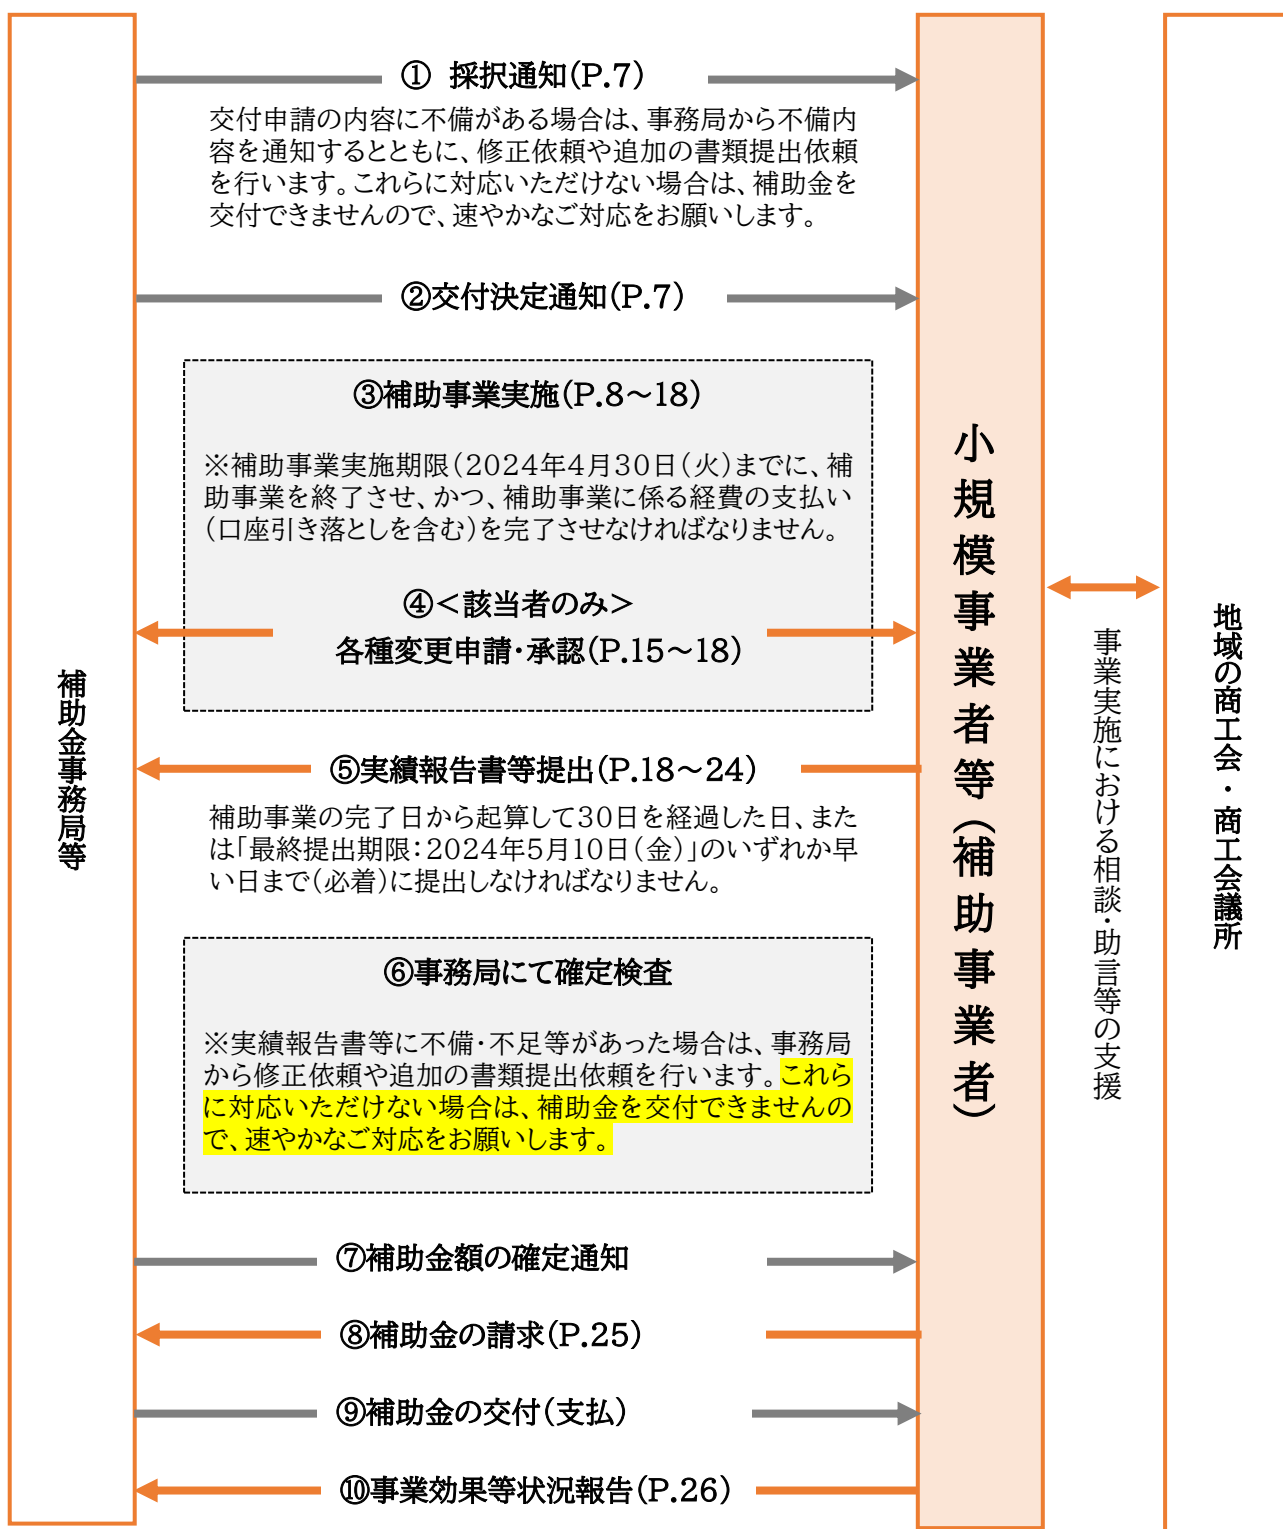 ① 採択通知(P.7)
交付申請の内容に不備がある場合は、事務局から不備内
容を通知するとともに、修正依頼や追加の書類提出依頼
を行います。これらに対応いただけない場合は、補助金を
交付できませんので、速やかなご対応をお願いします。
②交付決定通知(P.7)
③補助事業実施(P.8～18)
※補助事業実施期限(2024年4月30日(火)までに、補
助事業を終了させ、かつ、補助事業に係る経費の支払い
(口座引き落としを含む)を完了させなければなりません。
④＜該当者のみ＞
各種変更申請・承認(P.15～18)
⑤実績報告書等提出(P.18～24)
補助事業の完了日から起算して30日を経過した日、また
は「最終提出期限:2024年5月10日(金)」のいずれか早
い日まで(必着)に提出しなければなりません。
⑥事務局にて確定検査
※実績報告書等に不備・不足等があった場合は、事務局
から修正依頼や追加の書類提出依頼を行います。これら
に対応いただけない場合は、補助金を交付できませんの
で、速やかなご対応をお願いします。
⑦補助金額の確定通知
⑧補助金の請求(P.25)
⑨補助金の交付(支払)
⑩事業効果等状況報告(P.26)
補助金事務局等
小規模事業者等(補助事業者)
事業実施における相談・助言等の支援
地域の商工会・商工会議所